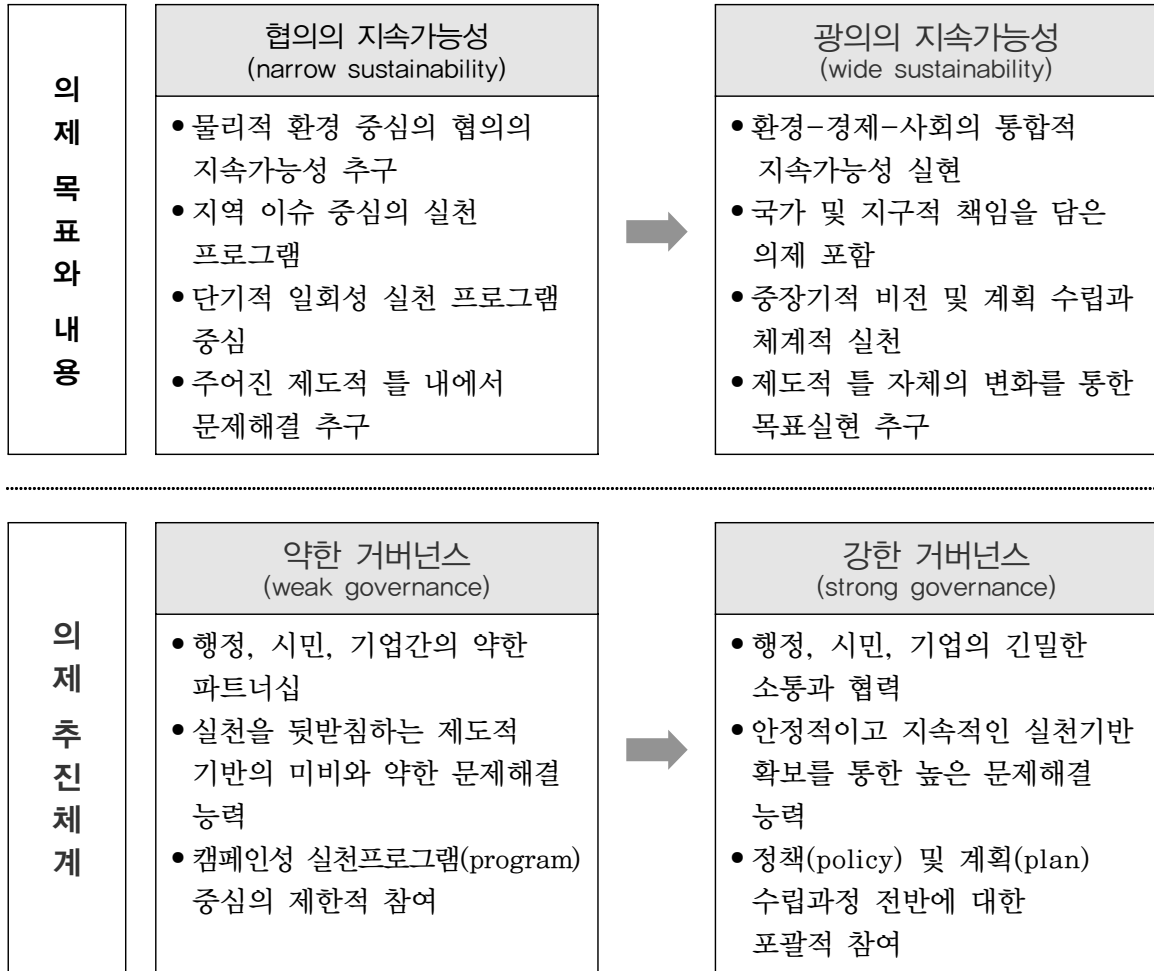 의제 목표와 내용
협의의 지속가능성
(narrow sustainability)
•물리적 환경 중심의 협의의
지속가능성 추구
•지역 이슈 중심의 실천
프로그램
•단기적 일회성 실천 프로그램
중심
•주어진 제도적 틀 내에서
문제해결 추구
광의의 지속가능성
(wide sustainability)
•환경-경제-사회의 통합적
지속가능성 실현
•국가 및 지구적 책임을 담은
의제 포함
•중장기적 비전 및 계획 수립과
체계적 실천
•제도적 틀 자체의 변화를 통한
목표실현 추구
의제 추진체계
약한 거버넌스
(weak governance)
•행정, 시민, 기업간의 약한
파트너십
•실천을 뒷받침하는 제도적
기반의 미비와 약한 문제해결
능력
•캠페인성 실천프로그램(program)
중심의 제한적 참여
강한 거버넌스
(strong governance)
•행정, 시민, 기업의 긴밀한
소통과 협력
•안정적이고 지속적인 실천기반
확보를 통한 높은 문제해결
능력
•정책(policy) 및 계획(plan)
수립과정 전반에 대한
포괄적 참여